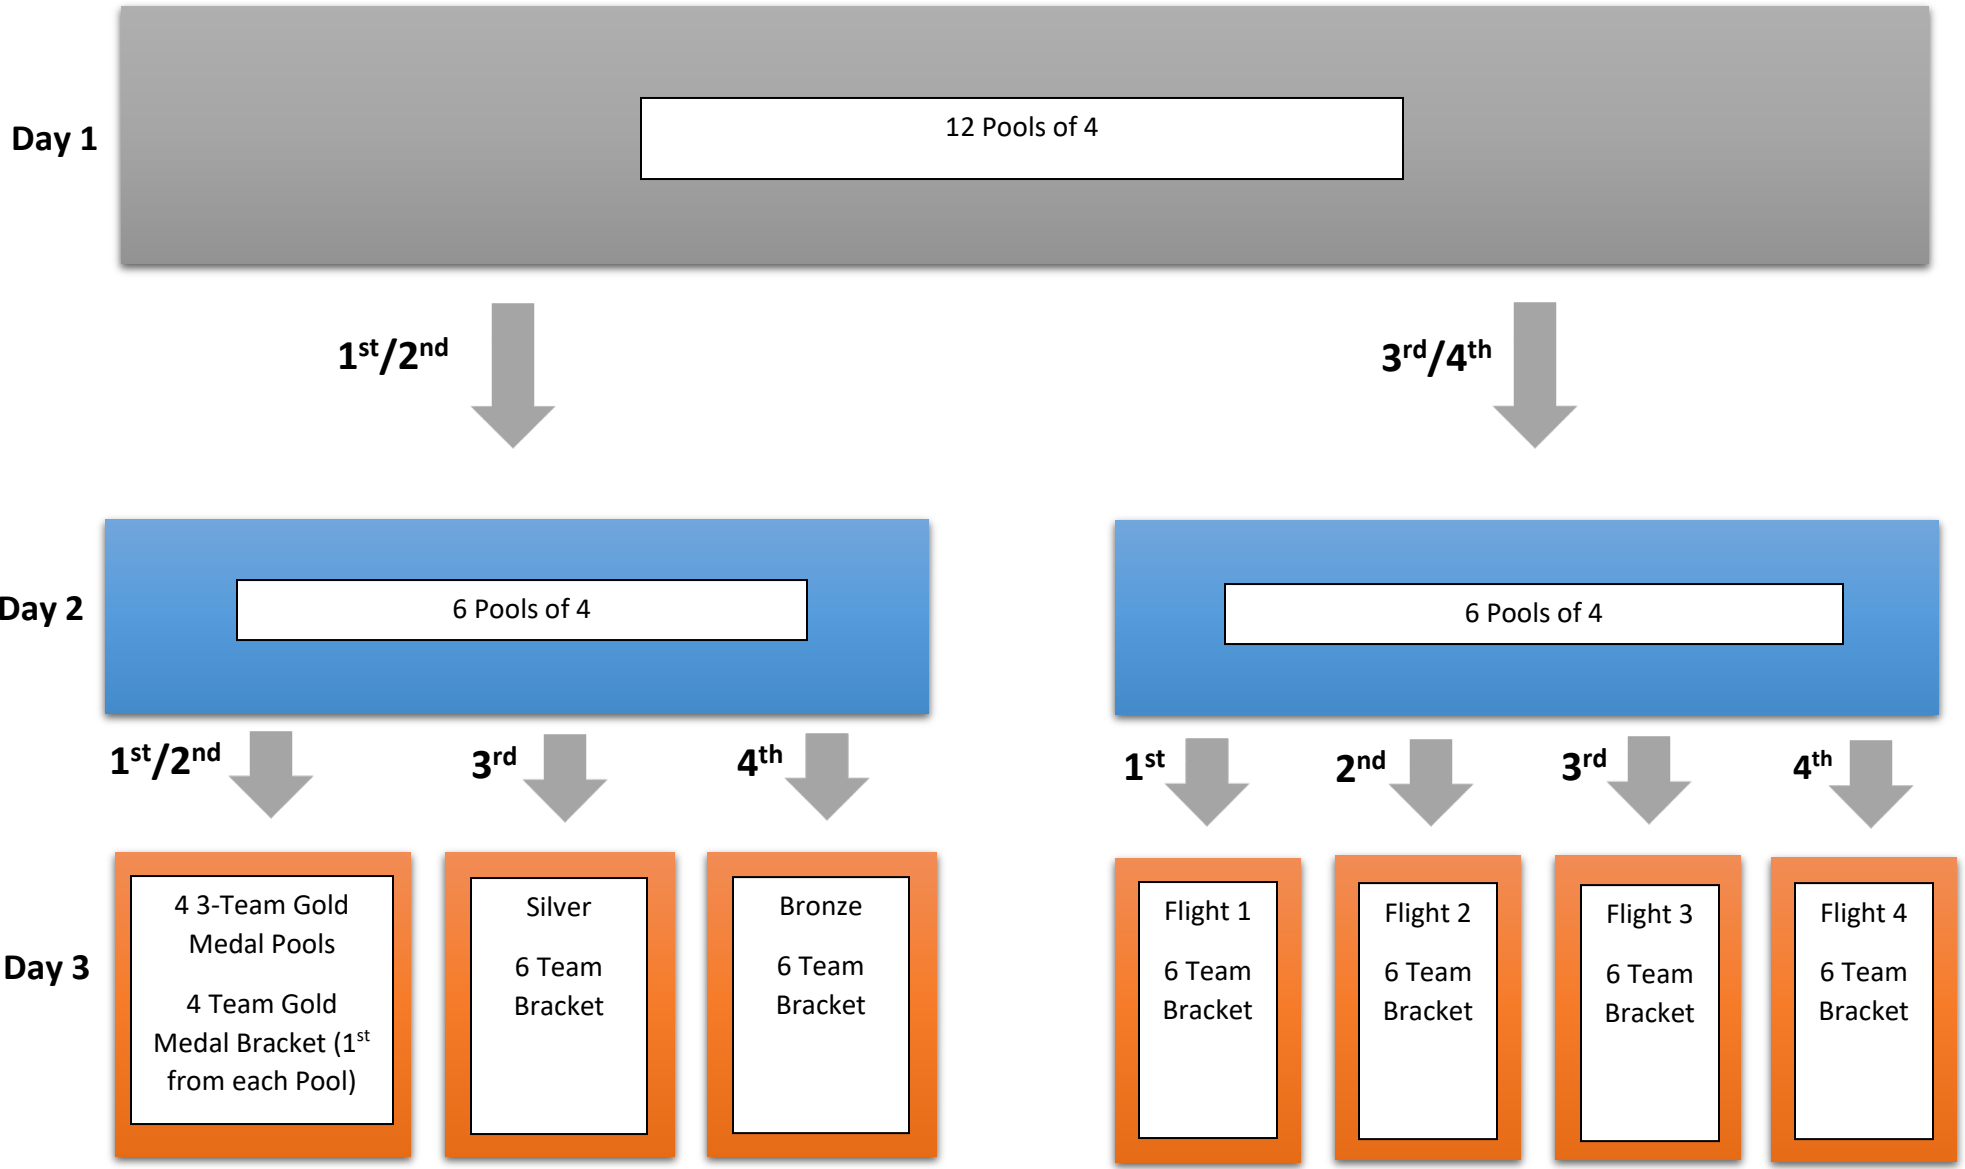 Day 1
12 Pools of 4
1st/2nd
3rd/4th
Day 2
6 Pools of 4
6 Pools of 4
1st/2nd
3rd
4th
1st
2nd
3rd
4th
Day 3
4 3-Team Gold
Medal Pools
4 Team Gold
Medal Bracket (1st
from each Pool)
Silver
6 Team
Bracket
Bronze
6 Team
Bracket
Flight 1
6 Team
Bracket
Flight 2
6 Team
Bracket
Flight 3
6 Team
Bracket
Flight 4
6 Team
Bracket